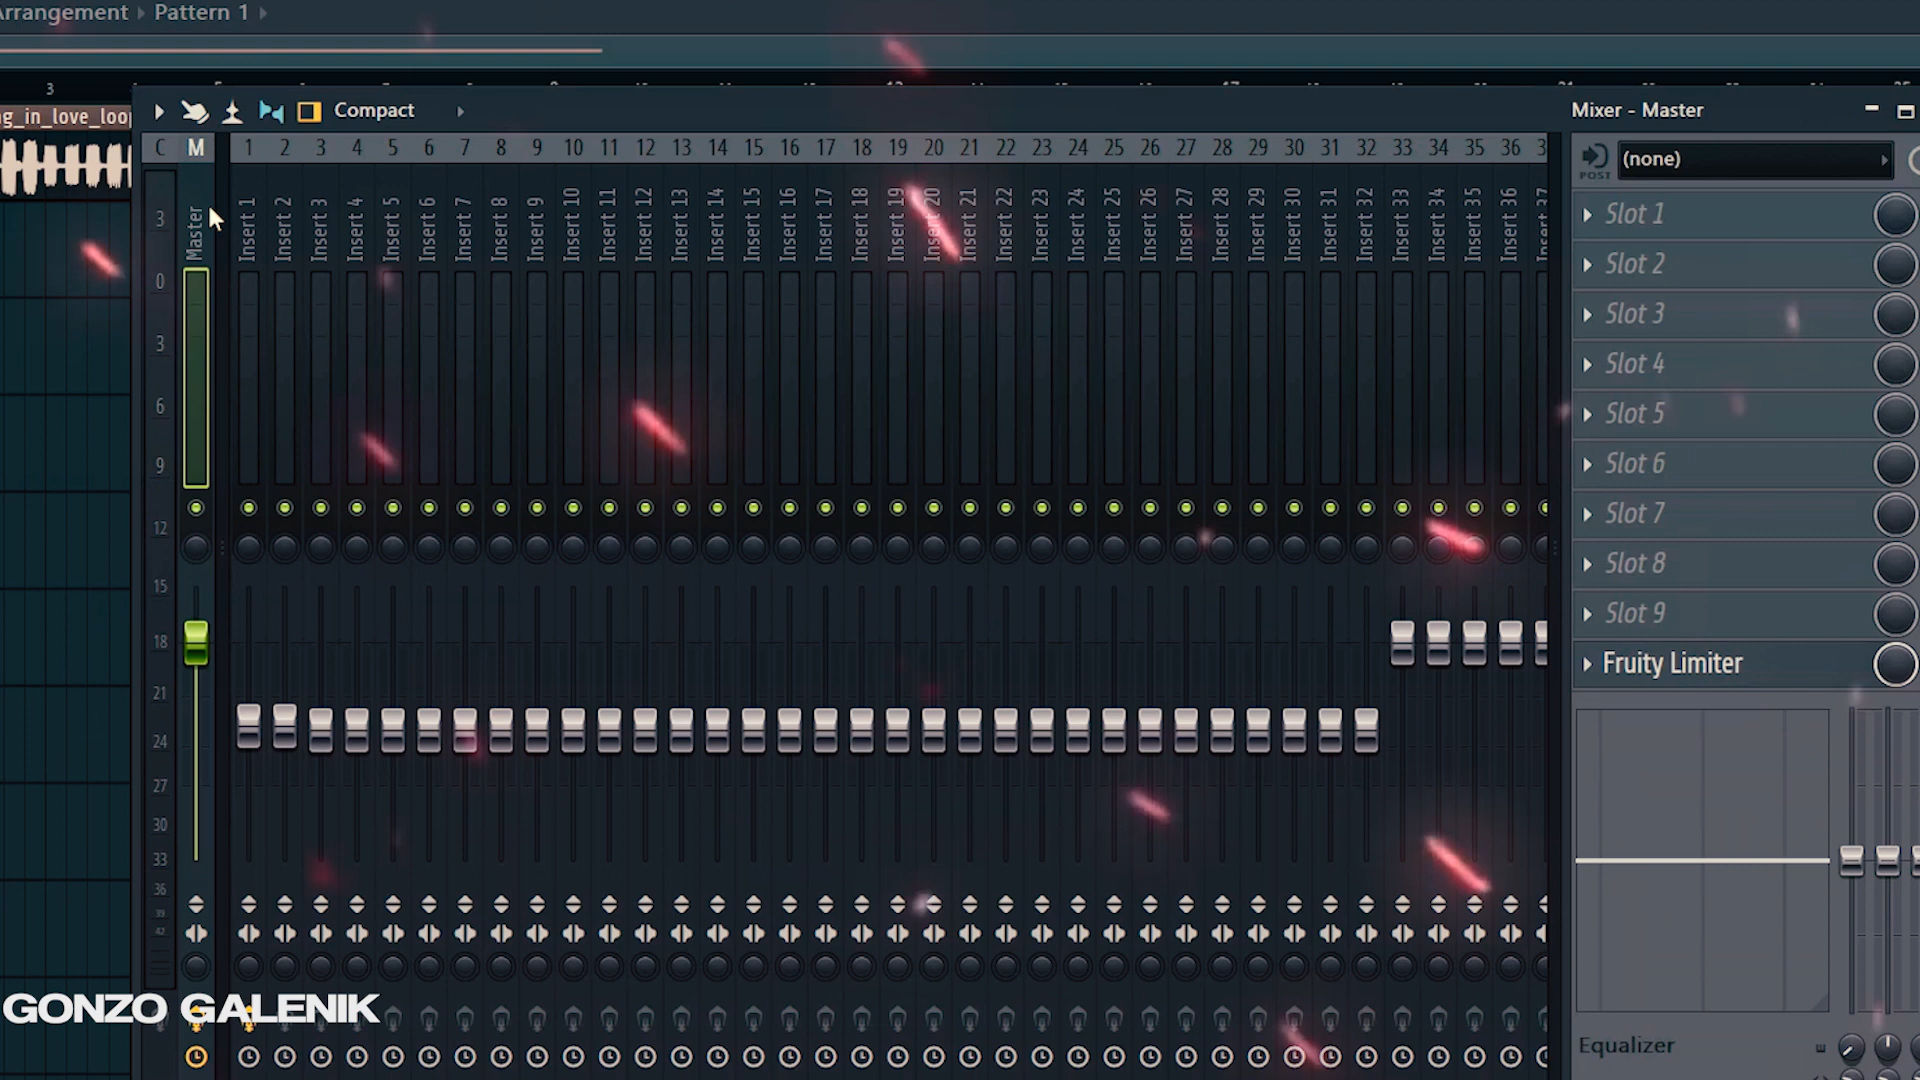 Arrangement › Pattern 1 ›
3
g_in_love_loop
Compact
Mixer - Master
C M 1 2 3 4 5 6 7 8 9 10 11 12 13 14 15 16 17 18 19 20 21 22 23 24 25 26 27 28 29 30 31 32 33 34 35 36
POST
(none)
Master
Insert 1
Insert 2
Insert 3
Insert 4
Insert 5
Insert 6
Insert 7
Insert 8
Insert 9
Insert 10
Insert 11
Insert 12
Insert 13
Insert 14
Insert 15
Insert 16
Insert 17
Insert 18
Insert 19
Insert 20
Insert 21
Insert 22
Insert 23
Insert 24
Insert 25
Insert 26
Insert 27
Insert 28
Insert 29
Insert 30
Insert 31
Insert 32
Insert 33
Insert 34
Insert 35
Insert 36
Insert 37
3
0
3
6
9
12
15
18
21
24
27
30
33
36
39
42
Slot 1
Slot 2
Slot 3
Slot 4
Slot 5
Slot 6
Slot 7
Slot 8
Slot 9
Fruity Limiter
Equalizer
GONZO GALENIK